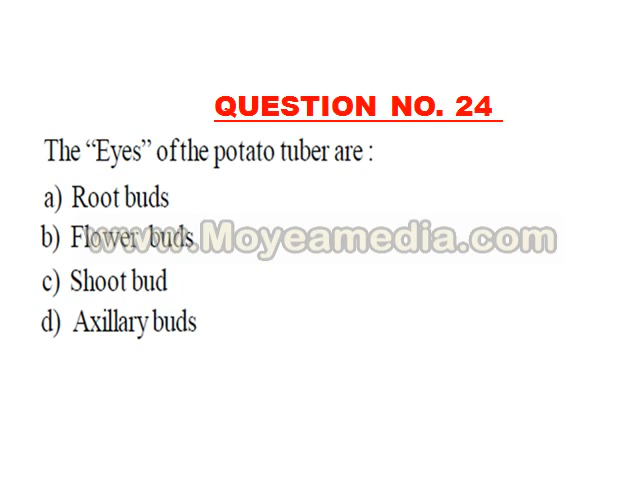 QUESTION NO. 24
The “Eyes” of the potato tuber are :
a) Root buds
b) Flower buds
www.Moyeamedia.com
c) Shoot bud
d) Axillary buds